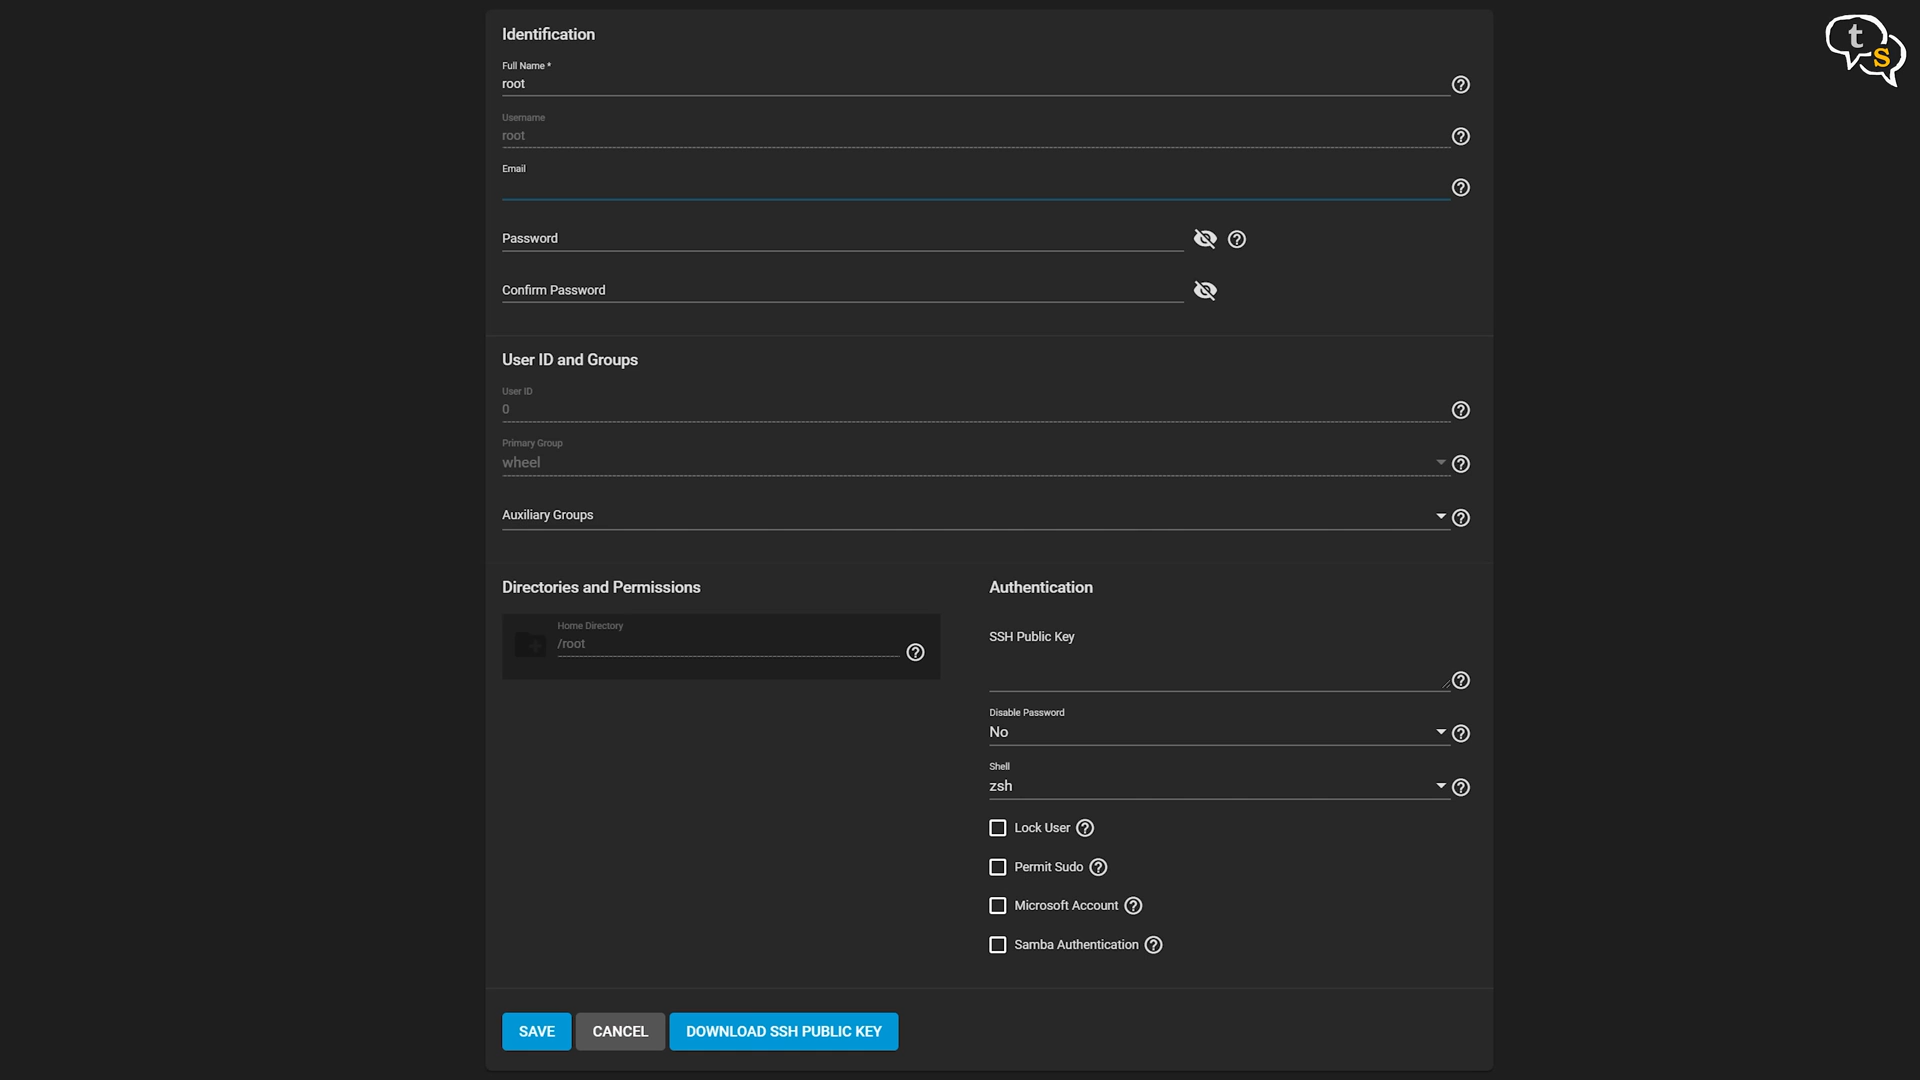 Identification
t
s
Full Name *
root
Username
root
Email
Password
Confirm Password
User ID and Groups
User ID
0
Primary Group
wheel
Auxiliary Groups
Directories and Permissions
Home Directory
/root
Authentication
SSH Public Key
Disable Password
No
Shell
zsh
Lock User
Permit Sudo
Microsoft Account
Samba Authentication
SAVE CANCEL DOWNLOAD SSH PUBLIC KEY